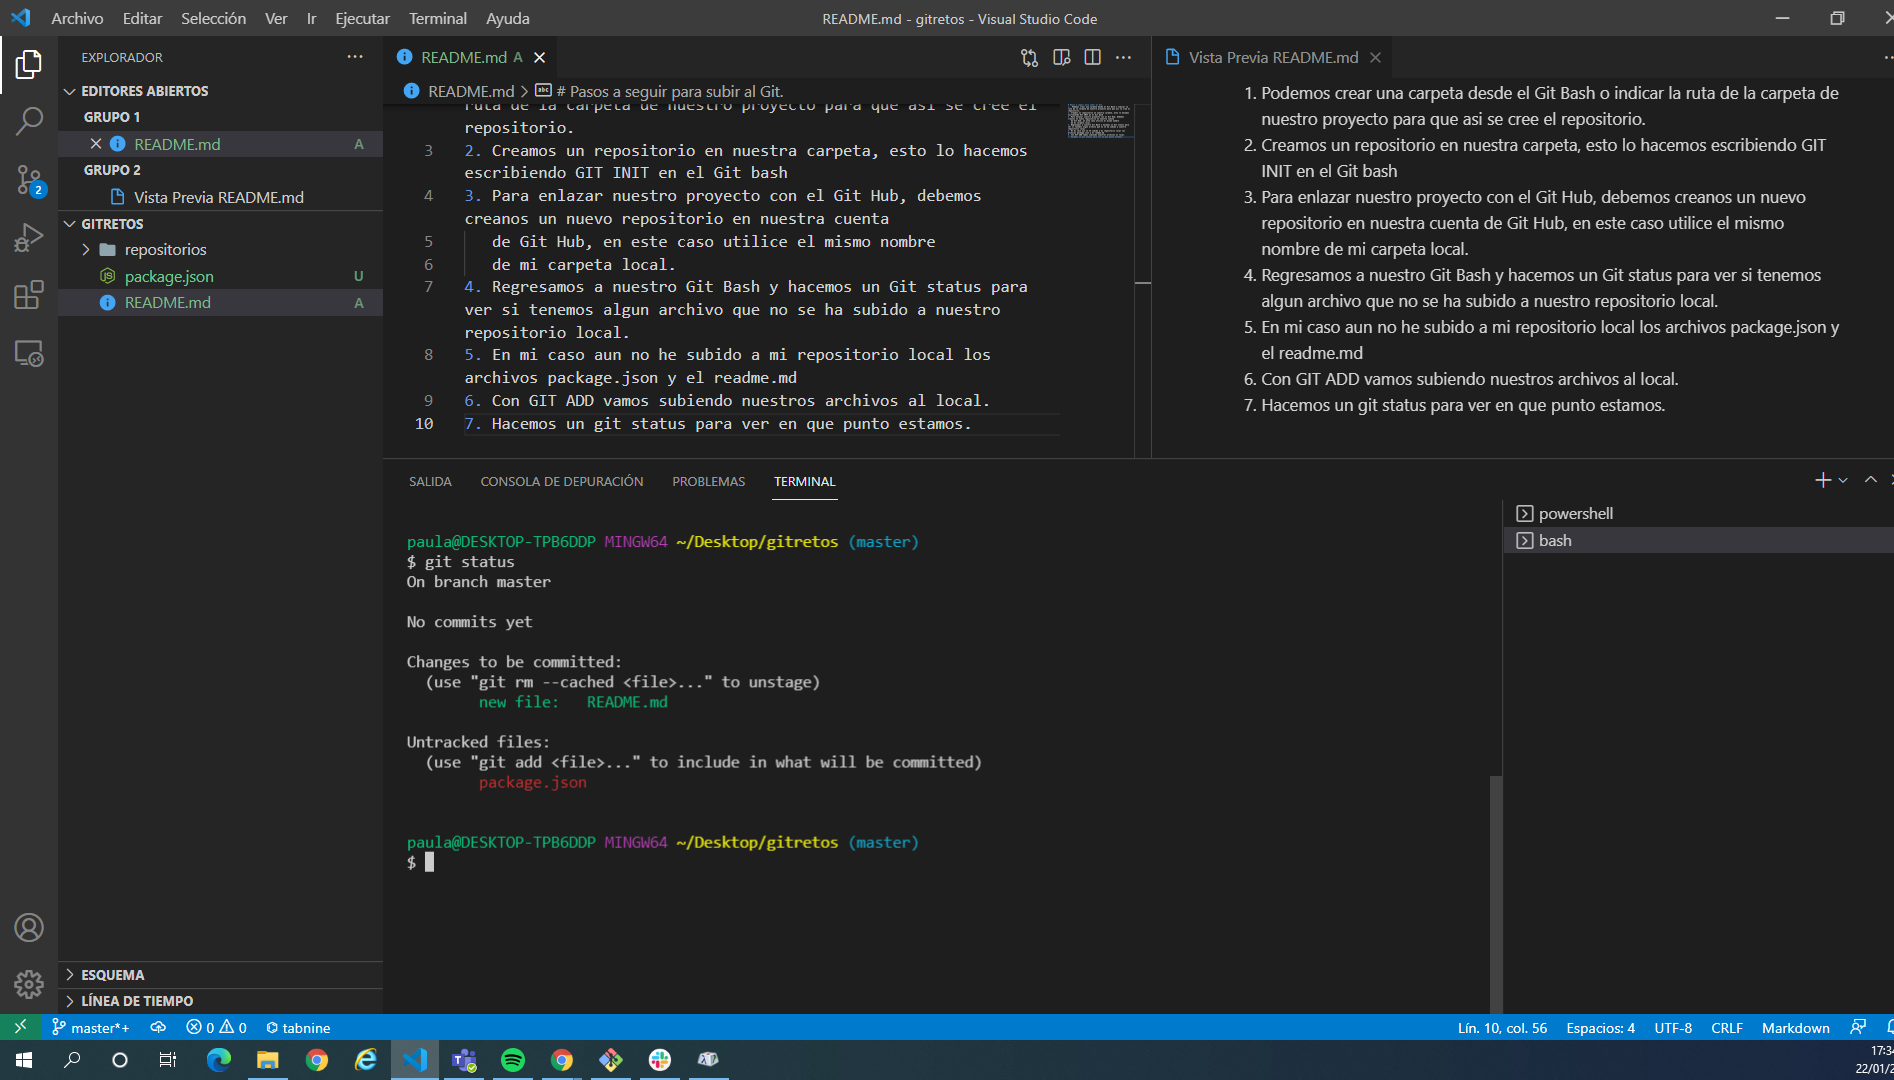 Archivo Editar Selección Ver Ir Ejecutar Terminal Ayuda
README.md - gitretos - Visual Studio Code
EXPLORADOR
EDITORES ABIERTOS
GRUPO 1
README.md A
GRUPO 2
Vista Previa README.md
GITRETOS
repositorios
package.json U
README.md A
ESQUEMA
LÍNEA DE TIEMPO
2
README.md A
README.md > # Pasos a seguir para subir al Git.
ruta de la carpeta de nuestro proyecto para que asi se cree el
repositorio.
3 2. Creamos un repositorio en nuestra carpeta, esto lo hacemos
escribiendo GIT INIT en el Git bash
4 3. Para enlazar nuestro proyecto con el Git Hub, debemos
creanos un nuevo repositorio en nuestra cuenta
5 de Git Hub, en este caso utilice el mismo nombre
6 de mi carpeta local.
7 4. Regresamos a nuestro Git Bash y hacemos un Git status para
ver si tenemos algun archivo que no se ha subido a nuestro
repositorio local.
8 5. En mi caso aun no he subido a mi repositorio local los
archivos package.json y el readme.md
9 6. Con GIT ADD vamos subiendo nuestros archivos al local.
10 7. Hacemos un git status para ver en que punto estamos.
Vista Previa README.md
1. Podemos crear una carpeta desde el Git Bash o indicar la ruta de la carpeta de
nuestro proyecto para que asi se cree el repositorio.
2. Creamos un repositorio en nuestra carpeta, esto lo hacemos escribiendo GIT
INIT en el Git bash
3. Para enlazar nuestro proyecto con el Git Hub, debemos creanos un nuevo
repositorio en nuestra cuenta de Git Hub, en este caso utilice el mismo
nombre de mi carpeta local.
4. Regresamos a nuestro Git Bash y hacemos un Git status para ver si tenemos
algun archivo que no se ha subido a nuestro repositorio local.
5. En mi caso aun no he subido a mi repositorio local los archivos package.json y
el readme.md
6. Con GIT ADD vamos subiendo nuestros archivos al local.
7. Hacemos un git status para ver en que punto estamos.
SALIDA CONSOLA DE DEPURACIÓN PROBLEMAS TERMINAL
paula@DESKTOP-TPB6DDP MINGW64 ~/Desktop/gitretos (master)
$ git status
On branch master
No commits yet
Changes to be committed:
(use "git rm --cached <file>..." to unstage)
new file: README.md
Untracked files:
(use "git add <file>..." to include in what will be committed)
package.json
paula@DESKTOP-TPB6DDP MINGW64 ~/Desktop/gitretos (master)
$
powershell
bash
master*+ 0 0 tabnine
Lín. 10, col. 56 Espacios: 4 UTF-8 CRLF Markdown
17:34
22/01/2